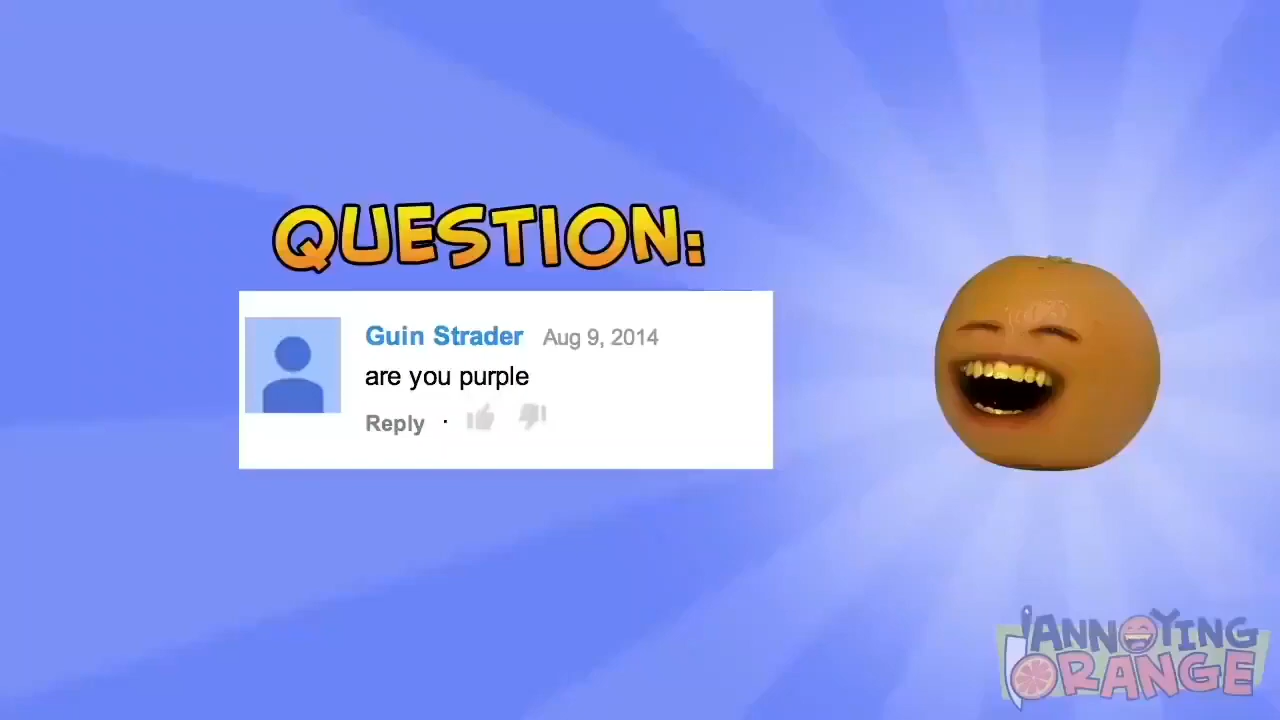 QUESTION:
Guin Strader Aug 9, 2014
are you purple
Reply ·
ANNOYING
ORANGE